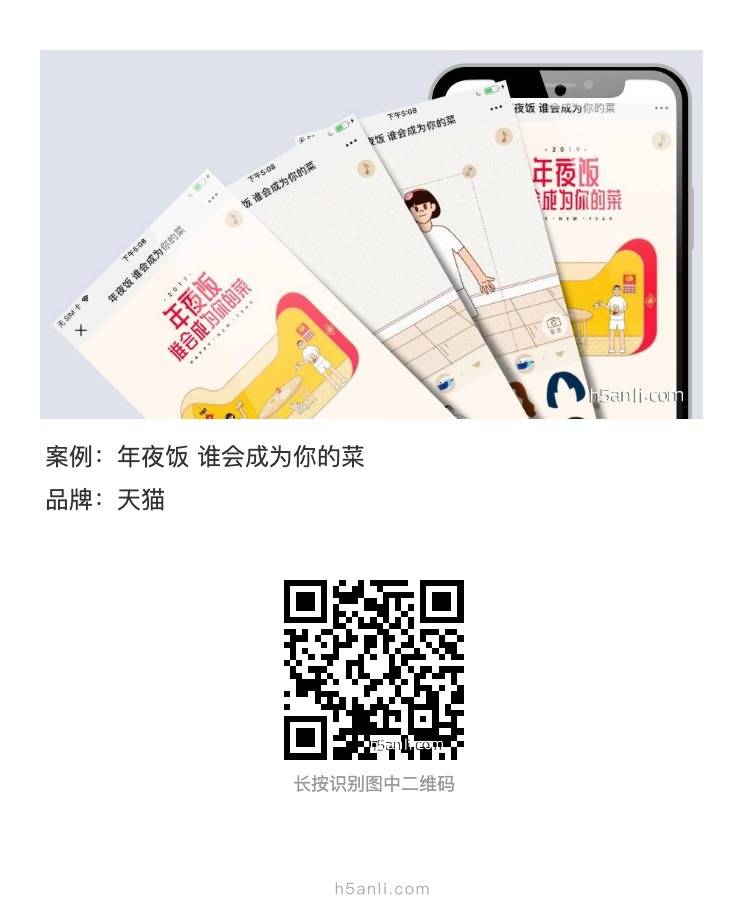 下午5:08
年夜饭 谁会成为你的菜
·2019·
年夜饭
谁会成为你的菜
HAPPY·NEW·YEAR
无SIM卡
下午5:08
饭 谁会成为你的菜
下午5:08
夜饭 谁会成为你的菜
夜饭 谁会成为你的菜
·2019·
年夜饭
会成为你的菜
·NEW·YEAR
h5anli.com
案例：年夜饭 谁会成为你的菜
品牌：天猫
h5anli.com
长按识别图中二维码
h5anli.com